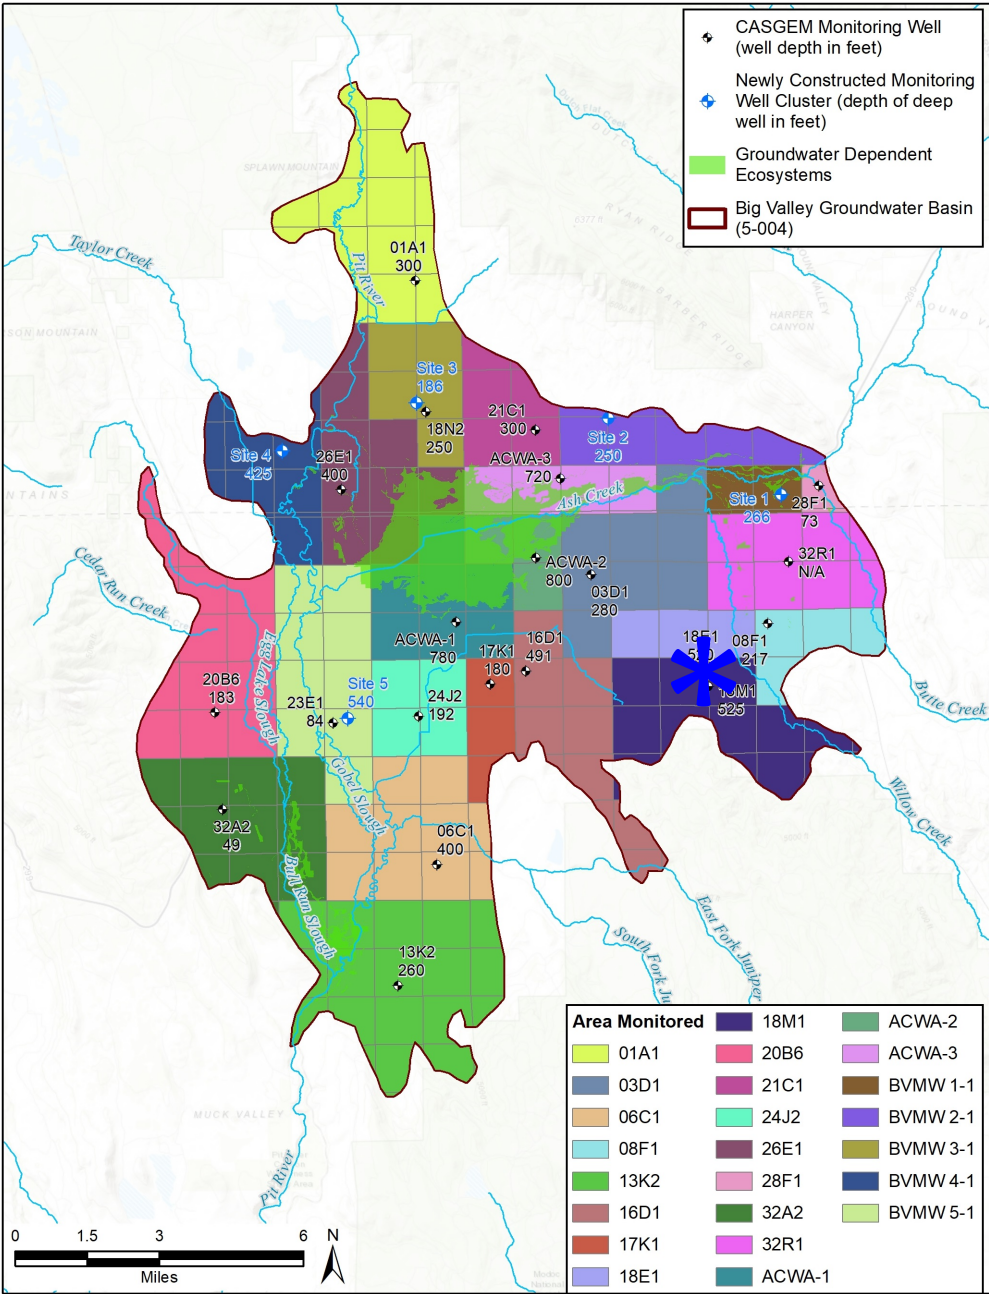 CASGEM Monitoring Well
(well depth in feet)
Newly Constructed Monitoring
Well Cluster (depth of deep
well in feet)
Groundwater Dependent
Ecosystems
Big Valley Groundwater Basin
(5-004)
SPLAWN MOUNTAIN
6377 ft
Taylor Creek
01A1
300
Pit River
HARPER
CANYON
Site 3
186
18N2
250
21C1
300
Site 2
250
Site 4
425
26E1
400
ACWA-3
720
Ash Creek
Site 1
266
28F1
73
32R1
N/A
ACWA-2
800
03D1
280
Cedar Run Creek
ACWA-1
780
16D1
491
17K1
180
18E1
08F1
217
525
Egg Lake Slough
20B6
183
23E1
84
Site 5
540
24J2
192
Butte Creek
Willow Creek
Gobel Slough
32A2
49
06C1
400
Bull Run Slough
13K2
260
East Fork Juniper
South Fork Ju
MUCK VALLEY
Pit River
0 1.5 3 6
Miles
N
Area Monitored
01A1
03D1
06C1
08F1
13K2
16D1
17K1
18E1
18M1
20B6
21C1
24J2
26E1
28F1
32A2
32R1
ACWA-1
ACWA-2
ACWA-3
BVMW 1-1
BVMW 2-1
BVMW 3-1
BVMW 4-1
BVMW 5-1